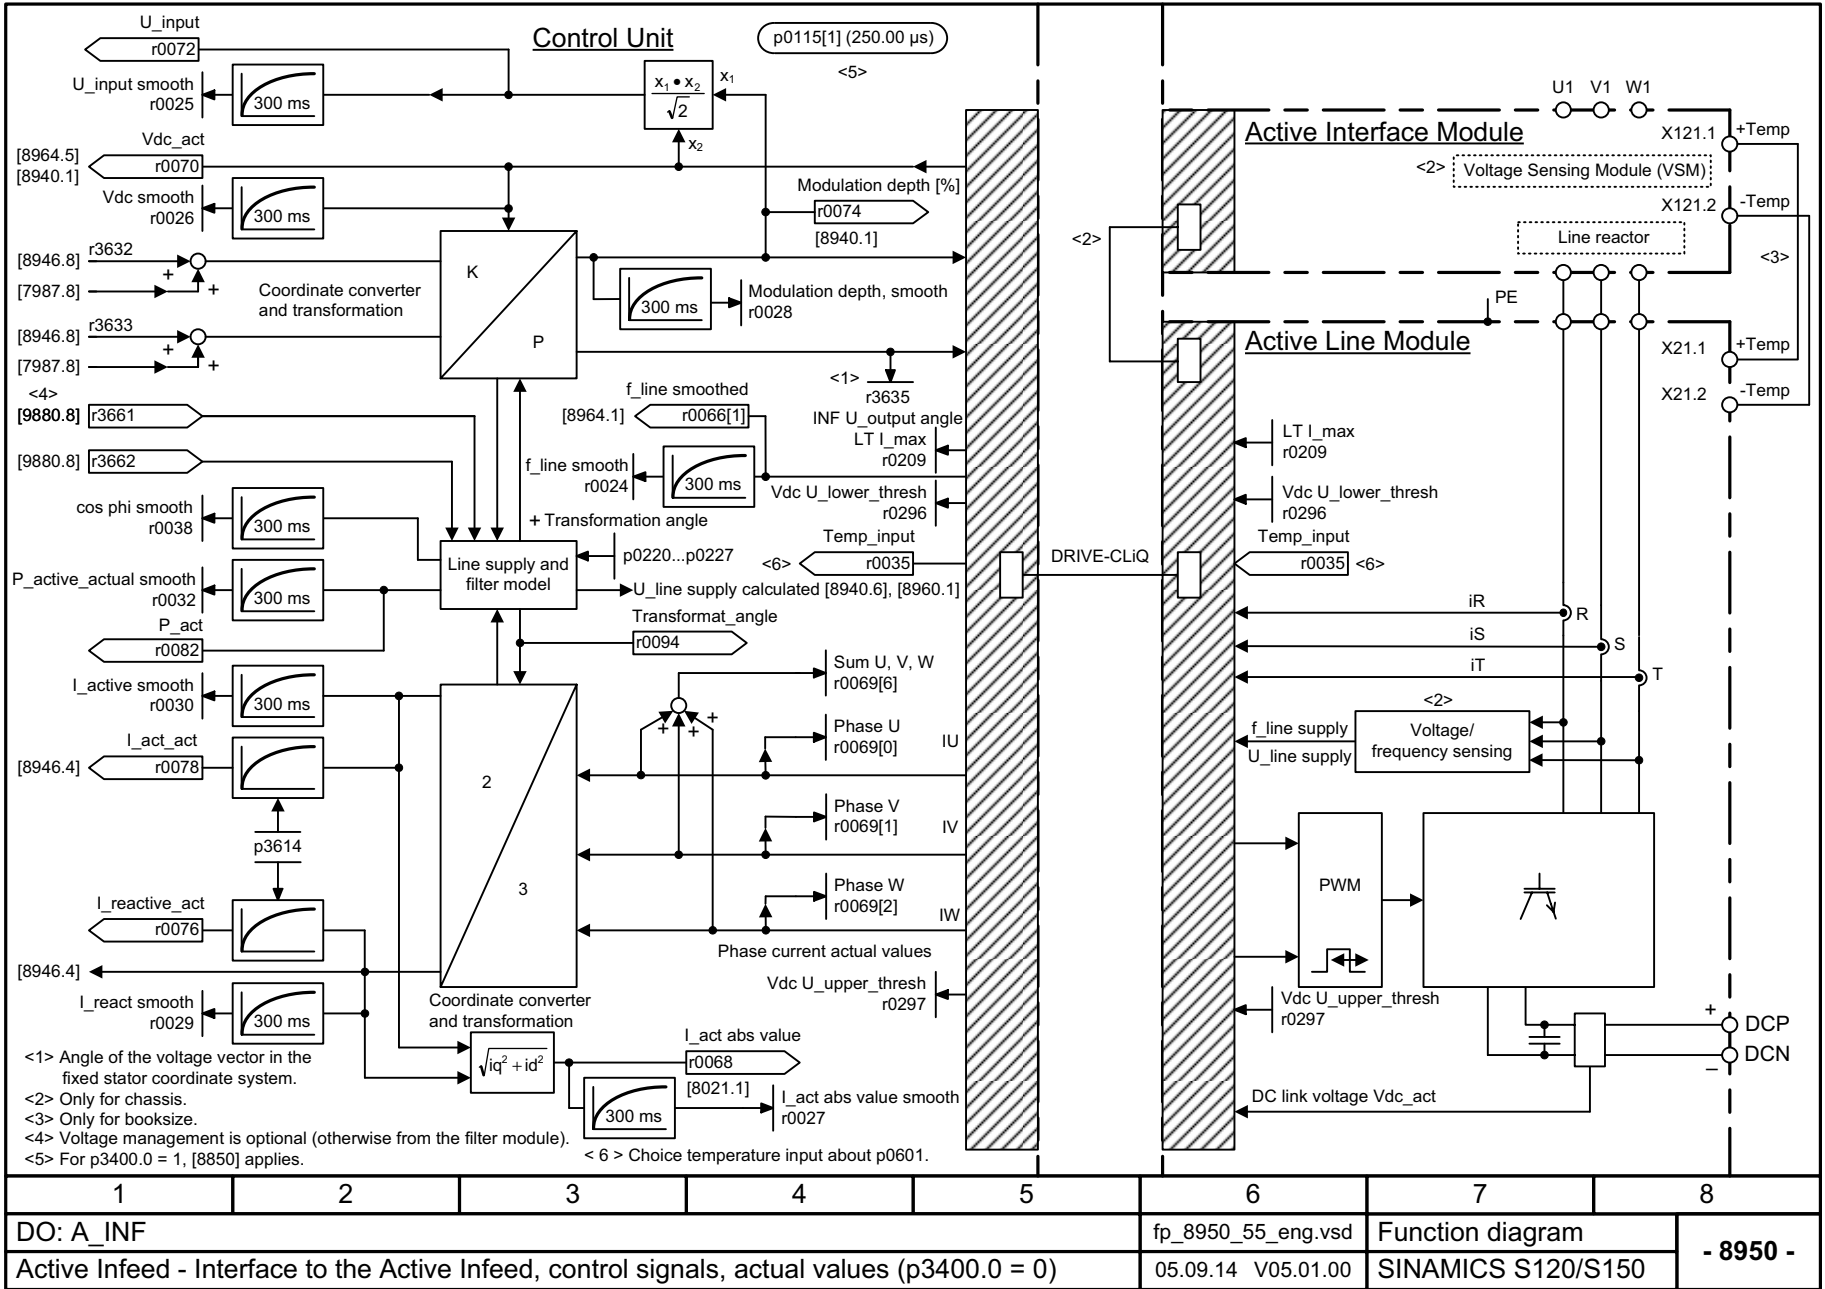 U_input
r0072
Control Unit
p0115[1] (250.00 µs)
<5>
U_input smooth
r0025
300 ms
x1 • x2
√2
x1
x2
U1 V1 W1
Active Interface Module
X121.1
+Temp
<2>
Voltage Sensing Module (VSM)
X121.2
-Temp
Line reactor
<3>
Vdc_act
[8964.5]
[8940.1]
r0070
Vdc smooth
r0026
300 ms
Modulation depth [%]
r0074
[8940.1]
<2>
[8946.8] r3632
+
[7987.8]
+
Coordinate converter
and transformation
K
P
300 ms
Modulation depth, smooth
r0028
PE
[8946.8] r3633
+
[7987.8]
+
Active Line Module
X21.1
+Temp
X21.2
-Temp
<4>
[9880.8] r3661
[9880.8] r3662
<1>
r3635
INF U_output angle
f_line smoothed
[8964.1]
r0066[1]
LT I_max
r0209
f_line smooth
r0024
300 ms
Vdc U_lower_thresh
r0296
LT I_max
r0209
Vdc U_lower_thresh
r0296
cos phi smooth
r0038
300 ms
+ Transformation angle
Line supply and
filter model
p0220...p0227
U_line supply calculated [8940.6], [8960.1]
Temp_input
<6>
r0035
DRIVE-CLiQ
Temp_input
r0035
<6>
P_active_actual smooth
r0032
300 ms
P_act
r0082
Transformat_angle
r0094
iR
R
iS
S
iT
T
I_active smooth
r0030
300 ms
I_act_act
[8946.4]
r0078
p3614
2
3
Sum U, V, W
r0069[6]
+
+
+
Phase U
r0069[0]
IU
Phase V
r0069[1]
IV
Phase W
r0069[2]
IW
Phase current actual values
<2>
f_line supply
U_line supply
Voltage/
frequency sensing
PWM
I_reactive_act
r0076
[8946.4]
I_react smooth
r0029
300 ms
Coordinate converter
and transformation
Vdc U_upper_thresh
r0297
Vdc U_upper_thresh
r0297
√iq² + id²
I_act abs value
r0068
[8021.1]
300 ms
I_act abs value smooth
r0027
+
DCP
DCN
–
DC link voltage Vdc_act
<1> Angle of the voltage vector in the
fixed stator coordinate system.
<2> Only for chassis.
<3> Only for booksize.
<4> Voltage management is optional (otherwise from the filter module).
<5> For p3400.0 = 1, [8850] applies.
< 6 > Choice temperature input about p0601.
1 2 3 4 5 6 7 8
DO: A_INF
fp_8950_55_eng.vsd
Function diagram
- 8950 -
Active Infeed - Interface to the Active Infeed, control signals, actual values (p3400.0 = 0)
05.09.14 V05.01.00
SINAMICS S120/S150